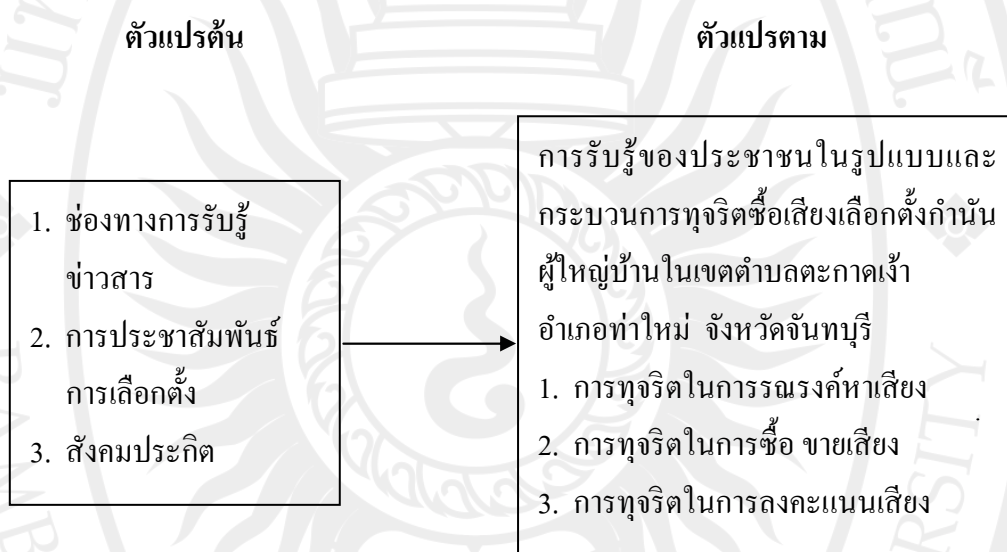 ตัวแปรต้น
ตัวแปรตาม
1. ช่องทางการรับรู้
ข่าวสาร
2. การประชาสัมพันธ์
การเลือกตั้ง
3. สังคมประกิต
การรับรู้ของประชาชนในรูปแบบและ
กระบวนการทุจริตซื้อเสียงเลือกตั้งกำนัน
ผู้ใหญ่บ้านในเขตตำบลตะกาดเง้า
อำเภอท่าใหม่ จังหวัดจันทบุรี
1. การทุจริตในการรณรงค์หาเสียง
2. การทุจริตในการซื้อ ขายเสียง
3. การทุจริตในการลงคะแนนเสียง